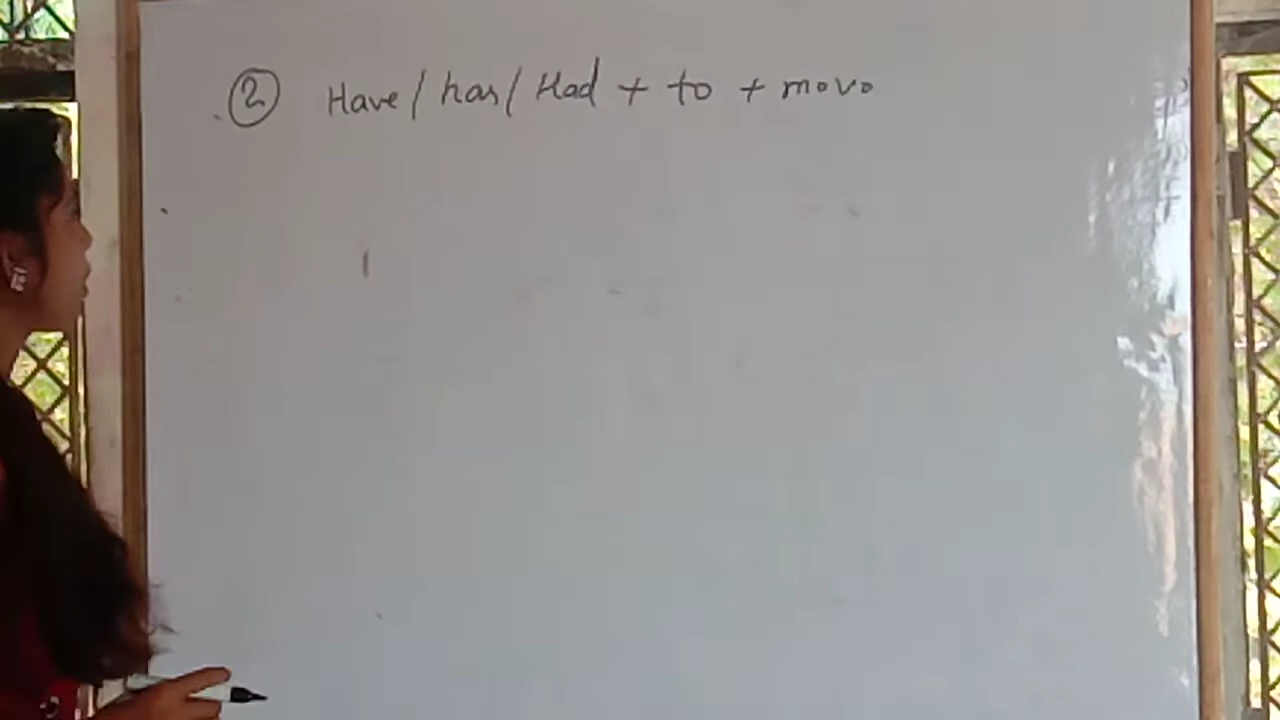 ② Have / has / Had + to + movo